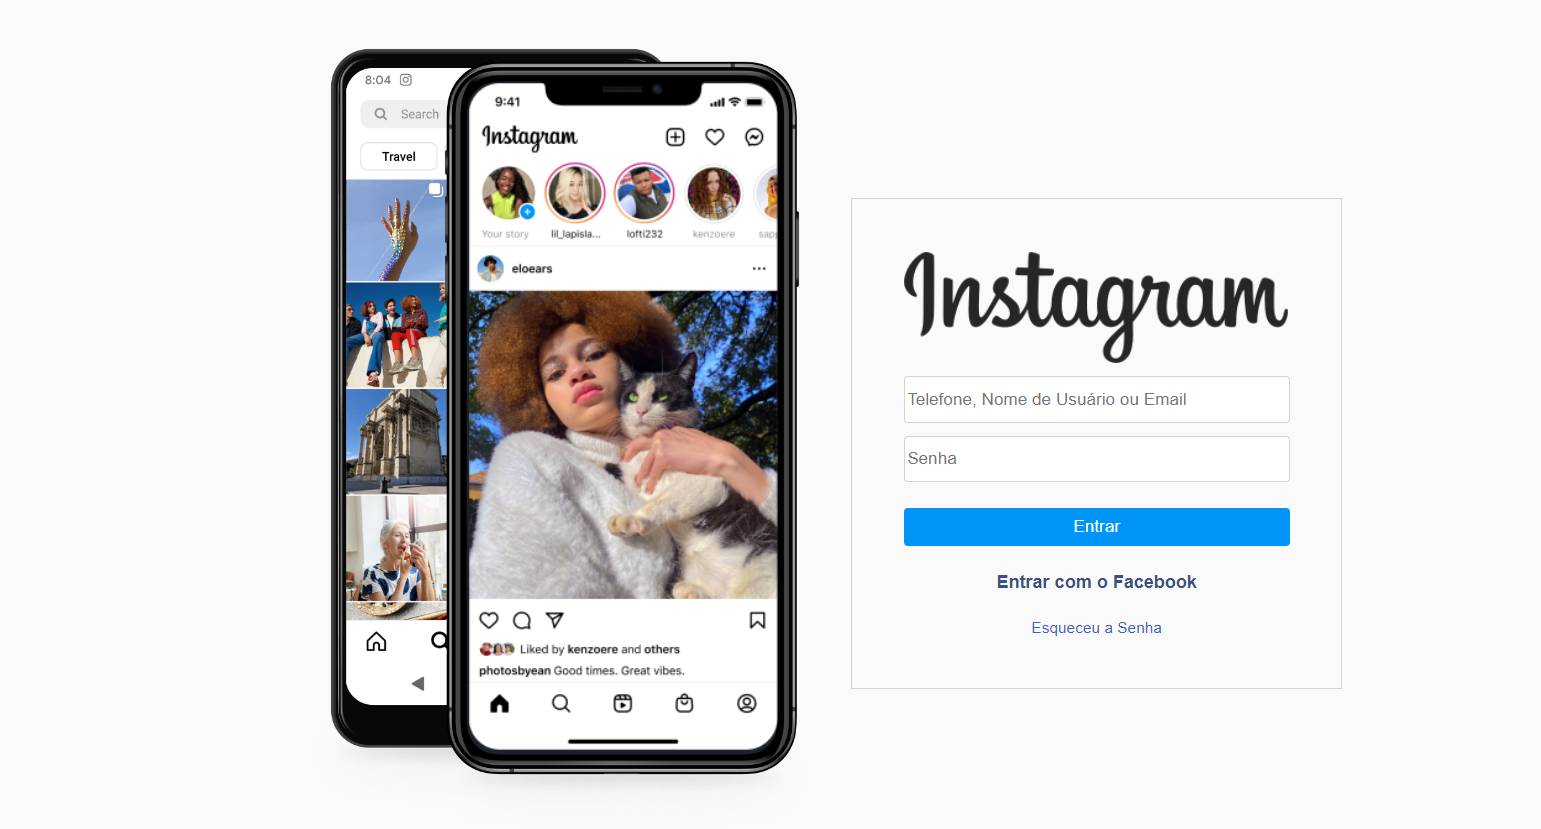 8:04
Search
Travel
9:41
Instagram
Your story
lil_lapisla...
lofti232
kenzoere
sapp
eloears
Liked by kenzoere and others
photosbyean Good times. Great vibes.
Instagram
Telefone, Nome de Usuário ou Email
Senha
Entrar
Entrar com o Facebook
Esqueceu a Senha